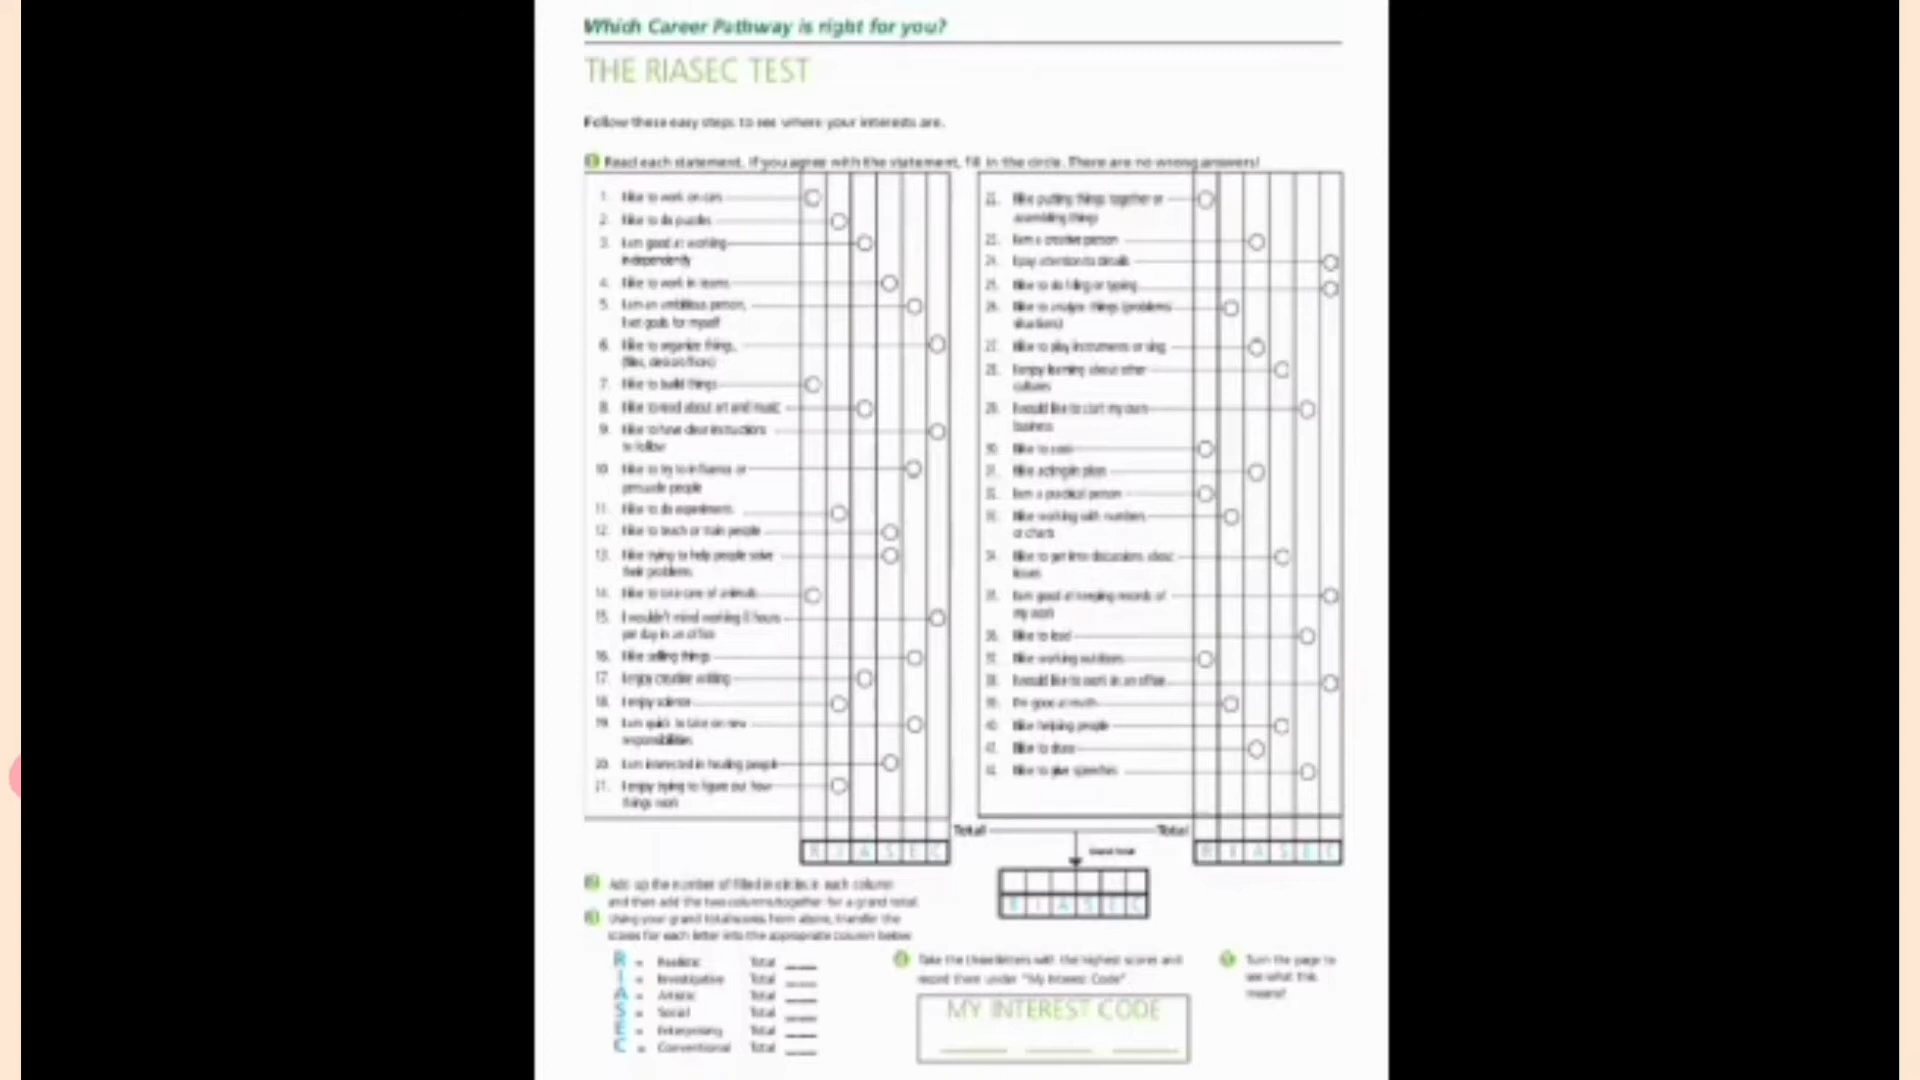 Which Career Pathway is right for you?
THE RIASEC TEST
Follow these easy steps to see where your interests are.
1 Read each statement. If you agree with the statement, fill in the circle. There are no wrong answers!
1. I like to work on cars
2. I like to do puzzles
3. I am good at working
independently
4. I like to work in teams
5. I am an ambitious person,
I set goals for myself
6. I like to organize things,
(files, desks/offices)
7. I like to build things
8. I like to read about art and music
9. I like to have clear instructions
to follow
10. I like to try to influence or
persuade people
11. I like to do experiments
12. I like to teach or train people
13. I like trying to help people solve
their problems
14. I like to take care of animals
15. I wouldn't mind working 8 hours
per day in an office
16. I like selling things
17. I enjoy creative writing
18. I enjoy science
19. I am quick to take on new
responsibilities
20. I am interested in healing people
21. I enjoy trying to figure out how
things work
R I A S E C
22. I like putting things together or
assembling things
23. I am a creative person
24. I pay attention to details
25. I like to do filing or typing
26. I like to analyze things (problems/
situations)
27. I like to play instruments or sing
28. I enjoy learning about other
cultures
29. I would like to start my own
business
30. I like to cook
31. I like acting in plays
32. I am a practical person
33. I like working with numbers
or charts
34. I like to get into discussions about
issues
35. I am good at keeping records of
my work
36. I like to lead
37. I like working outdoors
38. I would like to work in an office
39. I'm good at math
40. I like helping people
41. I like to draw
42. I like to give speeches
R I A S E C
Total Total
Grand Total
R I A S E C
2 Add up the number of filled in circles in each column
and then add the two columns together for a grand total.
3 Using your grand total scores from above, transfer the
scores for each letter into the appropriate column below
R = Realistic Total ____
I = Investigative Total ____
A = Artistic Total ____
S = Social Total ____
E = Enterprising Total ____
C = Conventional Total ____
4 Take the three letters with the highest scores and
record them under "My Interest Code"
MY INTEREST CODE
5 Turn the page to
see what this
means!